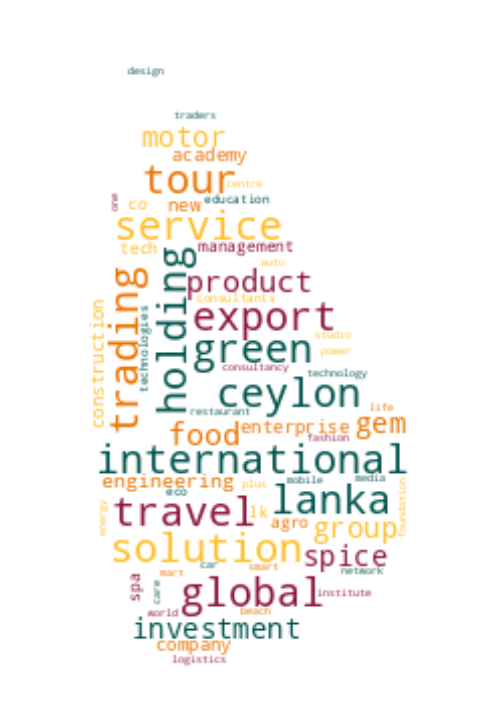 design
traders
motor
academy
tour
centre
one
co
new
education
service
tech
management
auto
holding
product
trading
consultants
construction
technologies
export
studio
green
power
consultancy
technology
ceylon
restaurant
life
gem
food
enterprise
fashion
international
engineering
eco
plus
mobile
media
lanka
travel
lk
agro
group
foundation
energy
solution
spice
car
smart
network
mart
spa
care
global
institute
world
beach
investment
company
logistics